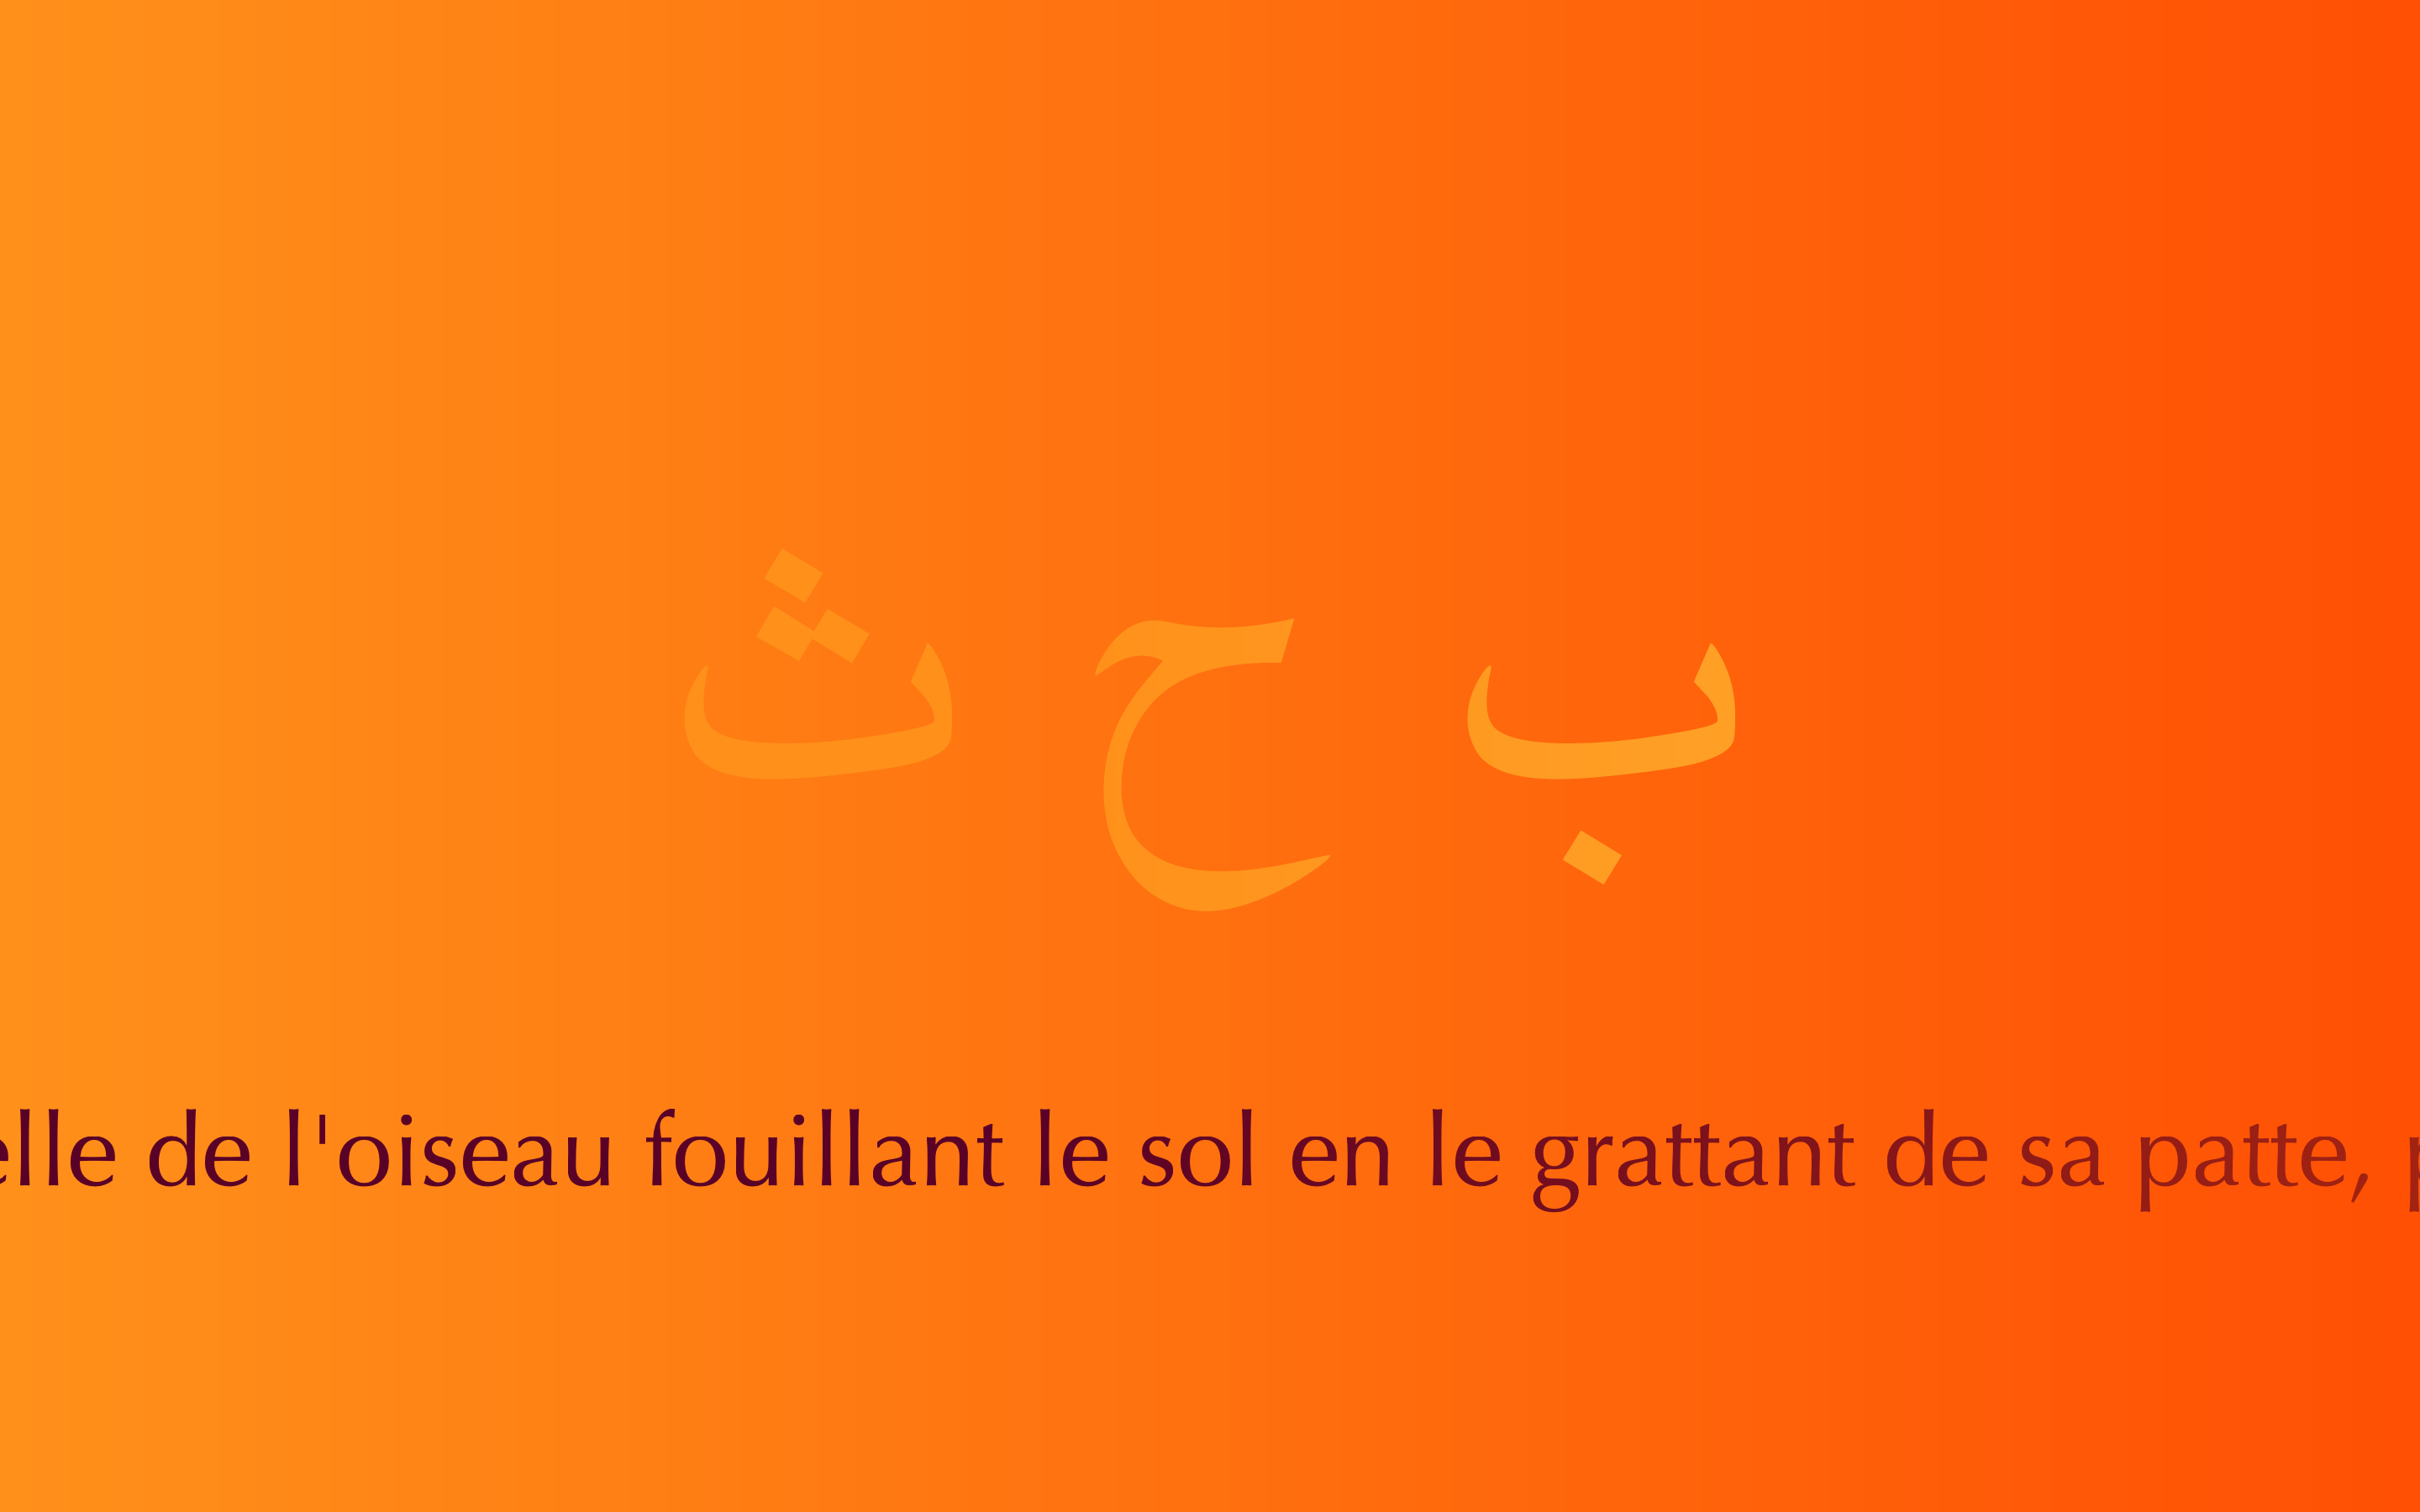 ب ح ث
elle de l'oiseau fouillant le sol en le grattant de sa patte,